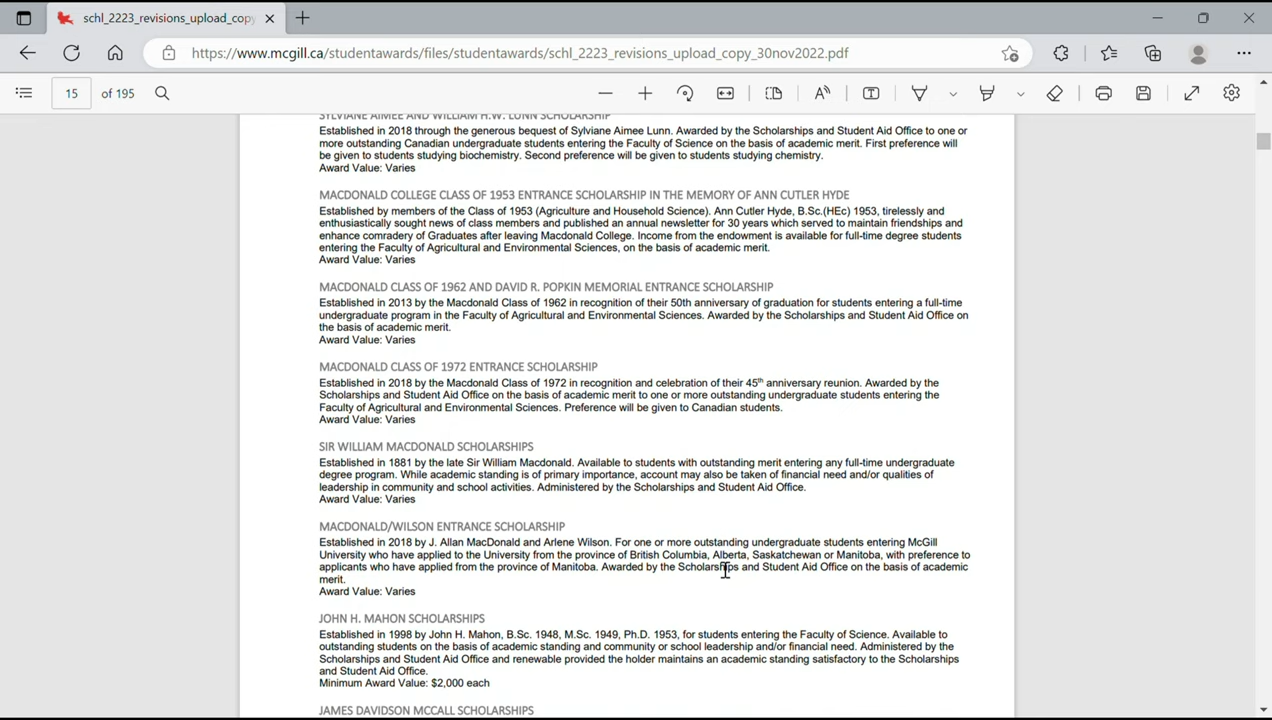 schl_2223_revisions_upload_copy
https://www.mcgill.ca/studentawards/files/studentawards/schl_2223_revisions_upload_copy_30nov2022.pdf
15 of 195
SYLVIANE AIMEE AND WILLIAM H.W. LUNN SCHOLARSHIP
Established in 2018 through the generous bequest of Sylviane Aimee Lunn. Awarded by the Scholarships and Student Aid Office to one or
more outstanding Canadian undergraduate students entering the Faculty of Science on the basis of academic merit. First preference will
be given to students studying biochemistry. Second preference will be given to students studying chemistry.
Award Value: Varies
MACDONALD COLLEGE CLASS OF 1953 ENTRANCE SCHOLARSHIP IN THE MEMORY OF ANN CUTLER HYDE
Established by members of the Class of 1953 (Agriculture and Household Science). Ann Cutler Hyde, B.Sc.(HEc) 1953, tirelessly and
enthusiastically sought news of class members and published an annual newsletter for 30 years which served to maintain friendships and
enhance comradery of Graduates after leaving Macdonald College. Income from the endowment is available for full-time degree students
entering the Faculty of Agricultural and Environmental Sciences, on the basis of academic merit.
Award Value: Varies
MACDONALD CLASS OF 1962 AND DAVID R. POPKIN MEMORIAL ENTRANCE SCHOLARSHIP
Established in 2013 by the Macdonald Class of 1962 in recognition of their 50th anniversary of graduation for students entering a full-time
undergraduate program in the Faculty of Agricultural and Environmental Sciences. Awarded by the Scholarships and Student Aid Office on
the basis of academic merit.
Award Value: Varies
MACDONALD CLASS OF 1972 ENTRANCE SCHOLARSHIP
Established in 2018 by the Macdonald Class of 1972 in recognition and celebration of their 45th anniversary reunion. Awarded by the
Scholarships and Student Aid Office on the basis of academic merit to one or more outstanding undergraduate students entering the
Faculty of Agricultural and Environmental Sciences. Preference will be given to Canadian students.
Award Value: Varies
SIR WILLIAM MACDONALD SCHOLARSHIPS
Established in 1881 by the late Sir William Macdonald. Available to students with outstanding merit entering any full-time undergraduate
degree program. While academic standing is of primary importance, account may also be taken of financial need and/or qualities of
leadership in community and school activities. Administered by the Scholarships and Student Aid Office.
Award Value: Varies
MACDONALD/WILSON ENTRANCE SCHOLARSHIP
Established in 2018 by J. Allan MacDonald and Arlene Wilson. For one or more outstanding undergraduate students entering McGill
University who have applied to the University from the province of British Columbia, Alberta, Saskatchewan or Manitoba, with preference to
applicants who have applied from the province of Manitoba. Awarded by the Scholarships and Student Aid Office on the basis of academic
merit.
Award Value: Varies
JOHN H. MAHON SCHOLARSHIPS
Established in 1998 by John H. Mahon, B.Sc. 1948, M.Sc. 1949, Ph.D. 1953, for students entering the Faculty of Science. Available to
outstanding students on the basis of academic standing and community or school leadership and/or financial need. Administered by the
Scholarships and Student Aid Office and renewable provided the holder maintains an academic standing satisfactory to the Scholarships
and Student Aid Office.
Minimum Award Value: $2,000 each
JAMES DAVIDSON MCCALL SCHOLARSHIPS